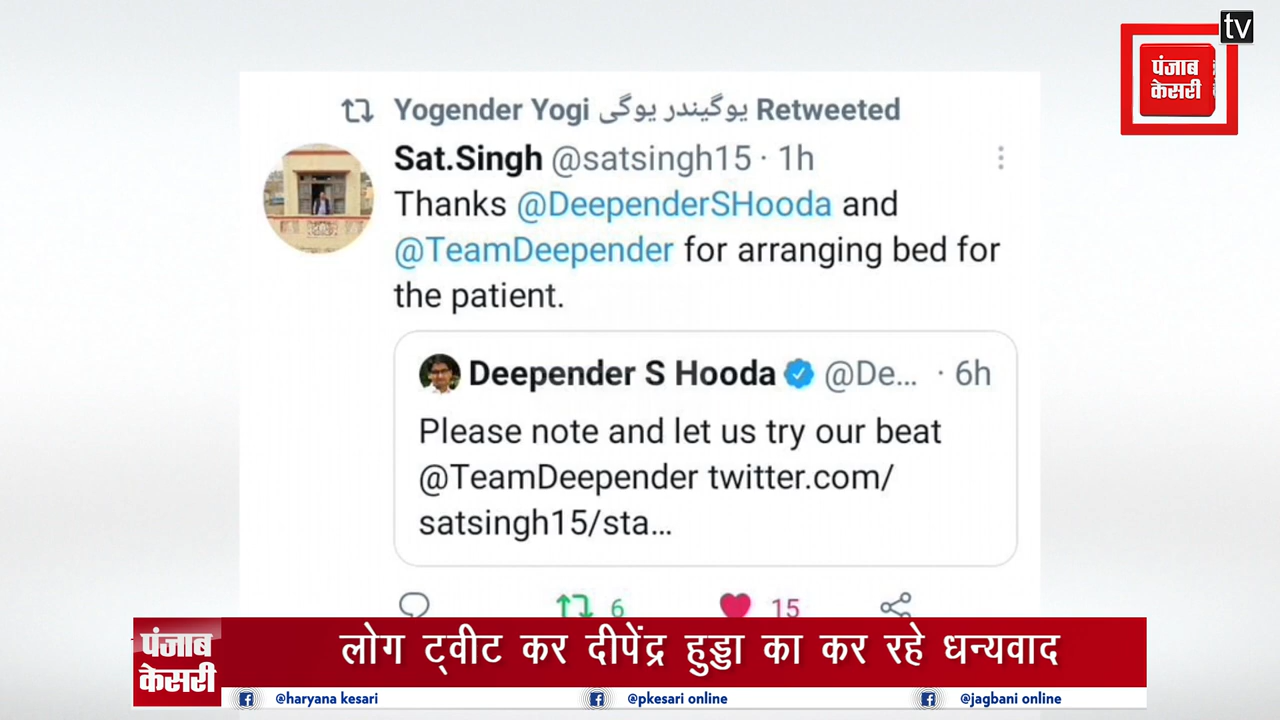 tv
पंजाब
केसरी
Yogender Yogi یوگیندر یوگی Retweeted
Sat.Singh @satsingh15 · 1h
Thanks @DeependerSHooda and
@TeamDeepender for arranging bed for
the patient.
Deepender S Hooda @De... · 6h
Please note and let us try our beat
@TeamDeepender twitter.com/
satsingh15/sta...
6 15
पंजाब
केसरी
लोग ट्वीट कर दीपेंद्र हुड्डा का कर रहे धन्यवाद
@haryana kesari @pkesari online @jagbani online